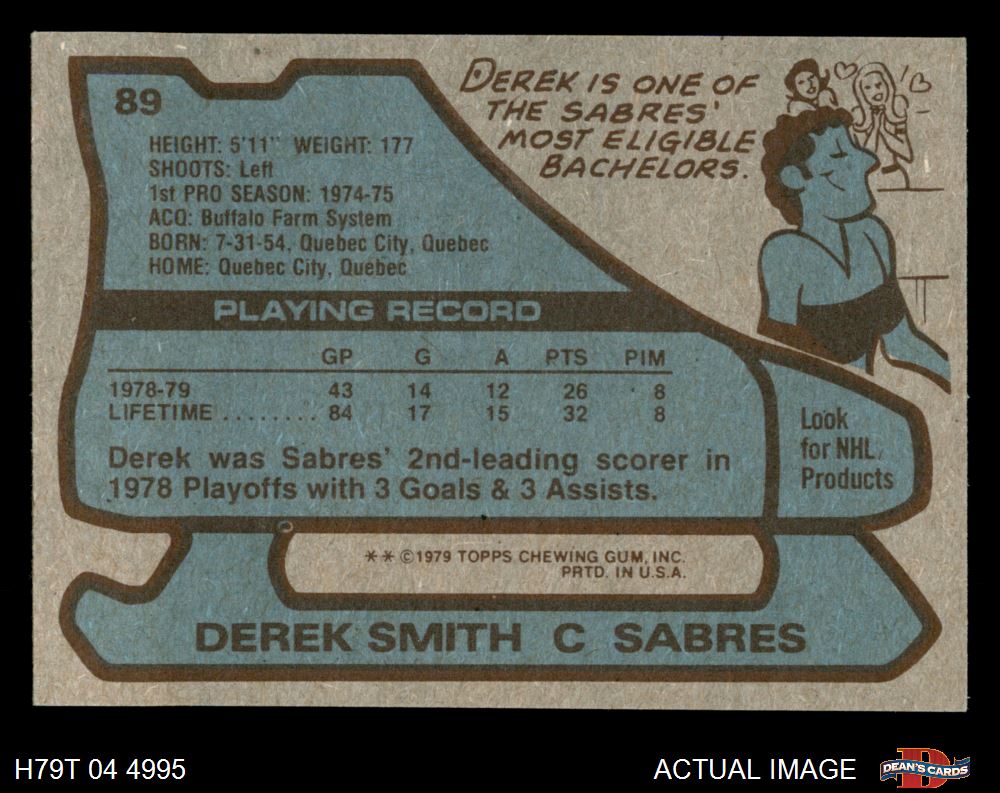 89
HEIGHT: 5'11" WEIGHT: 177
SHOOTS: Left
1st PRO SEASON: 1974-75
ACQ: Buffalo Farm System
BORN: 7-31-54, Quebec City, Quebec
HOME: Quebec City, Quebec
DEREK IS ONE OF
THE SABRES'
MOST ELIGIBLE
BACHELORS.
PLAYING RECORD
GP G A PTS PIM
1978-79 43 14 12 26 8
LIFETIME ........ 84 17 15 32 8
Derek was Sabres' 2nd-leading scorer in
1978 Playoffs with 3 Goals & 3 Assists.
Look
for NHL
Products
** ©1979 TOPPS CHEWING GUM, INC.
PRTD. IN U.S.A.
DEREK SMITH C SABRES
H79T 04 4995
ACTUAL IMAGE
DEAN'S CARDS